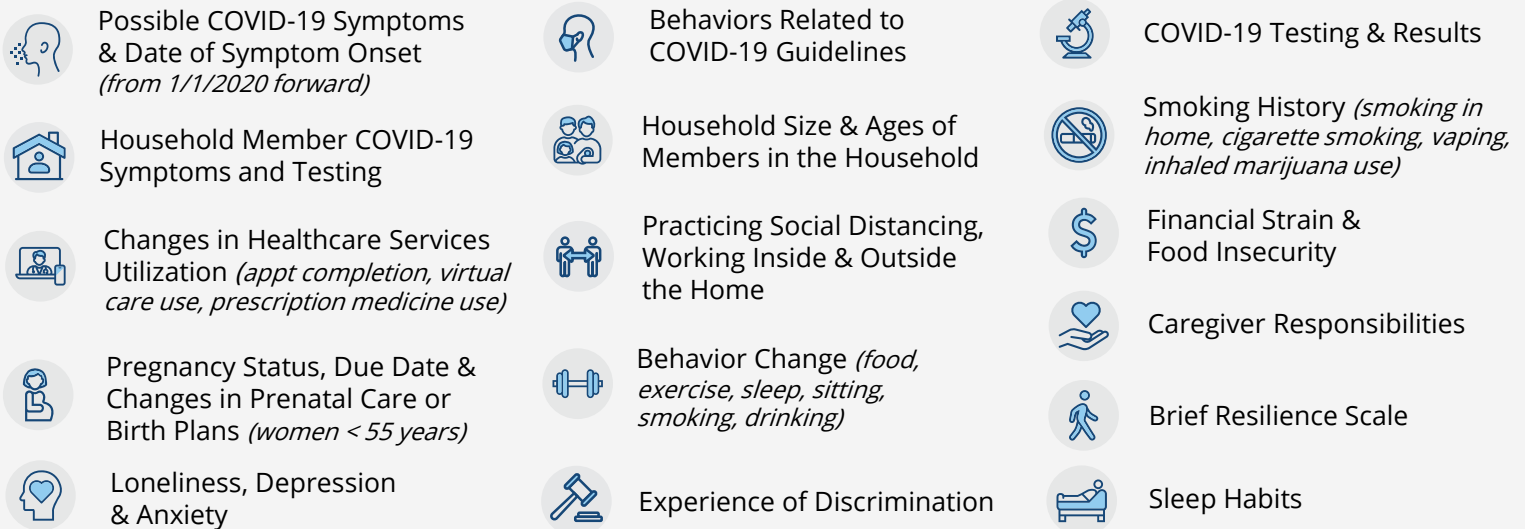 Possible COVID-19 Symptoms
& Date of Symptom Onset
(from 1/1/2020 forward)
Household Member COVID-19
Symptoms and Testing
Changes in Healthcare Services
Utilization (appt completion, virtual
care use, prescription medicine use)
Pregnancy Status, Due Date &
Changes in Prenatal Care or
Birth Plans (women < 55 years)
Loneliness, Depression
& Anxiety
Behaviors Related to
COVID-19 Guidelines
Household Size & Ages of
Members in the Household
Practicing Social Distancing,
Working Inside & Outside
the Home
Behavior Change (food,
exercise, sleep, sitting,
smoking, drinking)
Experience of Discrimination
COVID-19 Testing & Results
Smoking History (smoking in
home, cigarette smoking, vaping,
inhaled marijuana use)
Financial Strain &
Food Insecurity
Caregiver Responsibilities
Brief Resilience Scale
Sleep Habits